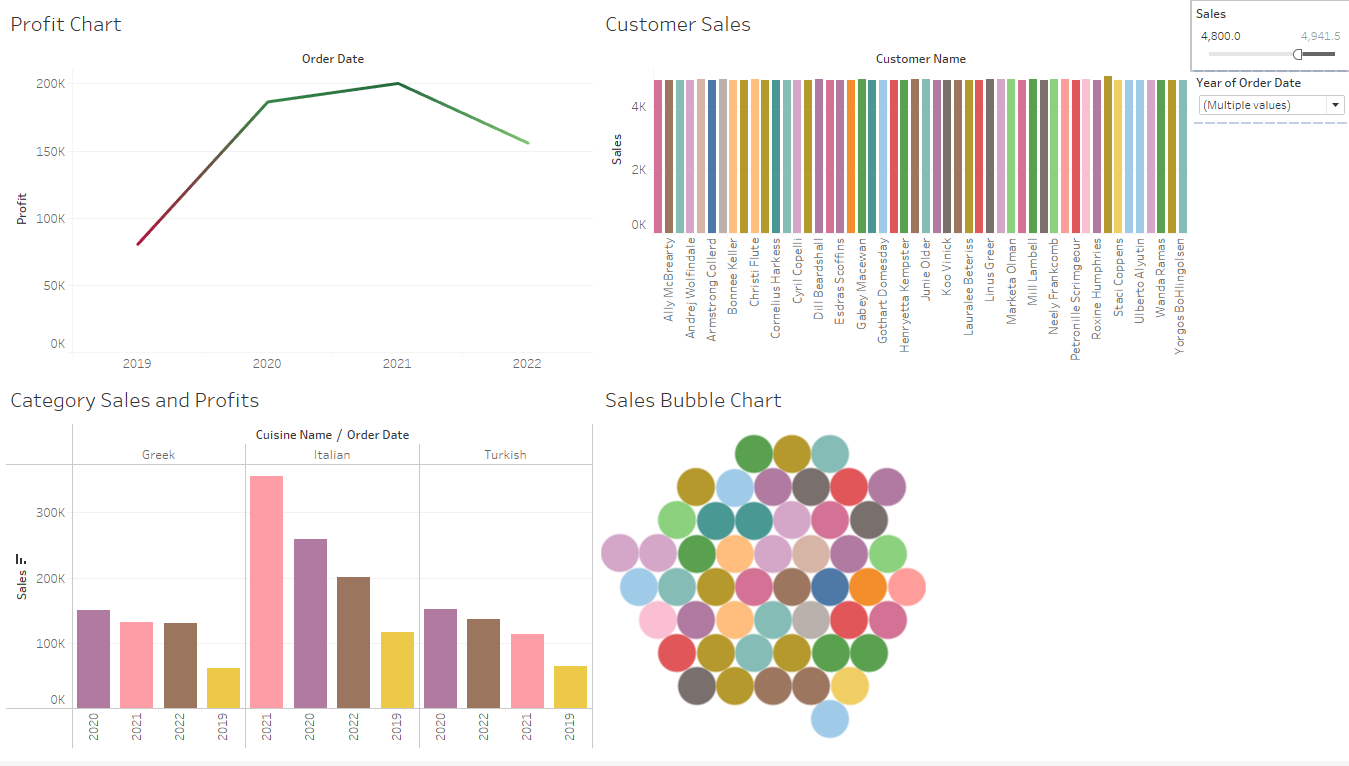 Profit Chart
Order Date
200K
150K
100K
50K
0K
Profit
2019 2020 2021 2022
Customer Sales
Customer Name
4K
2K
0K
Sales
Ally McBrearty
Andrej Wolfindale
Armstrong Collerd
Bonnee Keller
Christi Flute
Cornelius Harkess
Cyril Copelli
Dill Beardshall
Esdras Scoffins
Gabey Macewan
Gothart Domesday
Henryetta Kempster
Junie Older
Koo Vinick
Lauralee Beteriss
Linus Greer
Marketa Olman
Mill Lambell
Neely Frankcomb
Petronille Scrimgeour
Roxine Humphries
Staci Coppens
Ulberto Alyutin
Wanda Ramas
Yorgos BoHlingolsen
Sales
4,800.0 4,941.5
Year of Order Date
(Multiple values)
Category Sales and Profits
Cuisine Name / Order Date
Greek Italian Turkish
300K
200K
100K
0K
Sales
2020 2021 2022 2019 2021 2020 2022 2019 2020 2022 2021 2019
Sales Bubble Chart